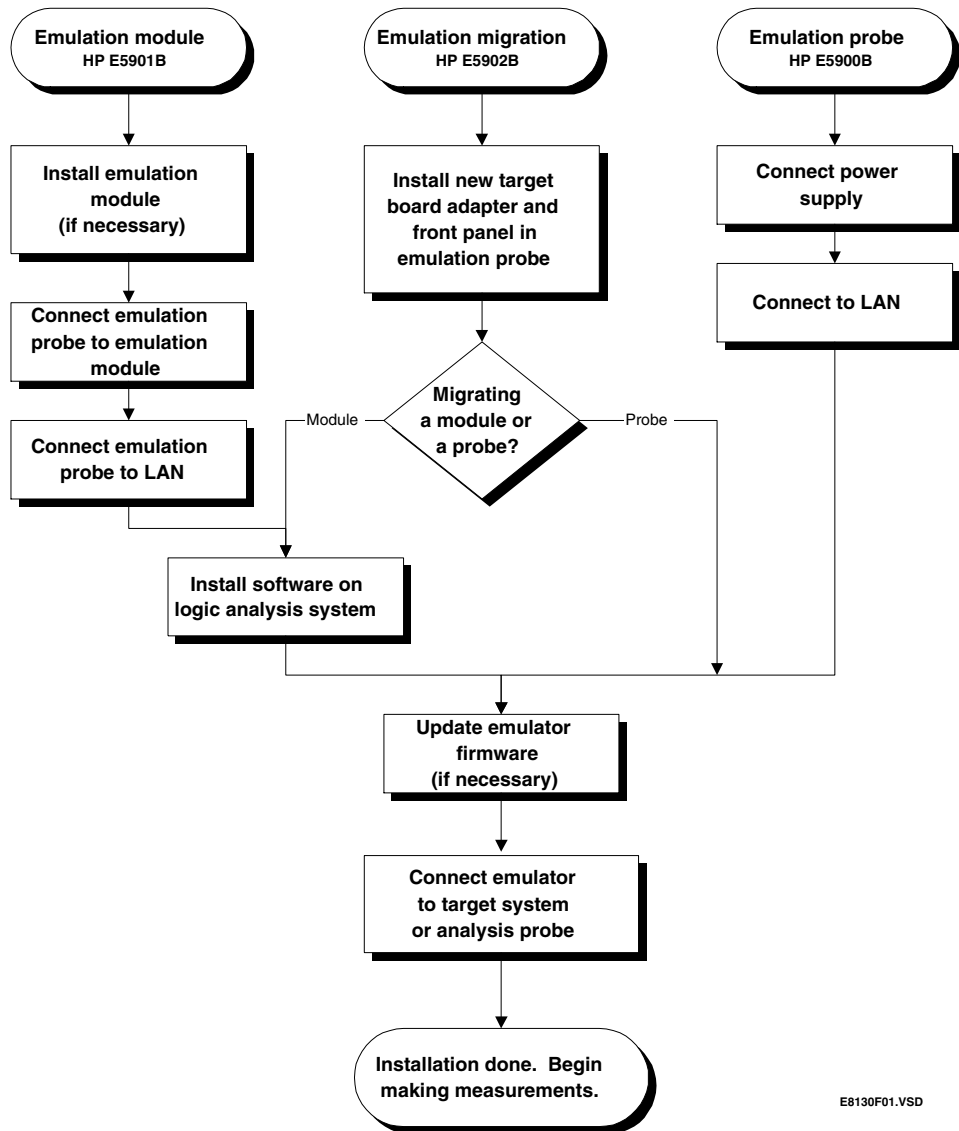 Emulation module
HP E5901B
Emulation migration
HP E5902B
Emulation probe
HP E5900B
Install emulation
module
(if necessary)
Install new target
board adapter and
front panel in
emulation probe
Connect power
supply
Connect emulation
probe to emulation
module
Connect to LAN
Connect emulation
probe to LAN
Module
Migrating
a module or
a probe?
Probe
Install software on
logic analysis system
Update emulator
firmware
(if necessary)
Connect emulator
to target system
or analysis probe
Installation done.  Begin
making measurements.
E8130F01.VSD